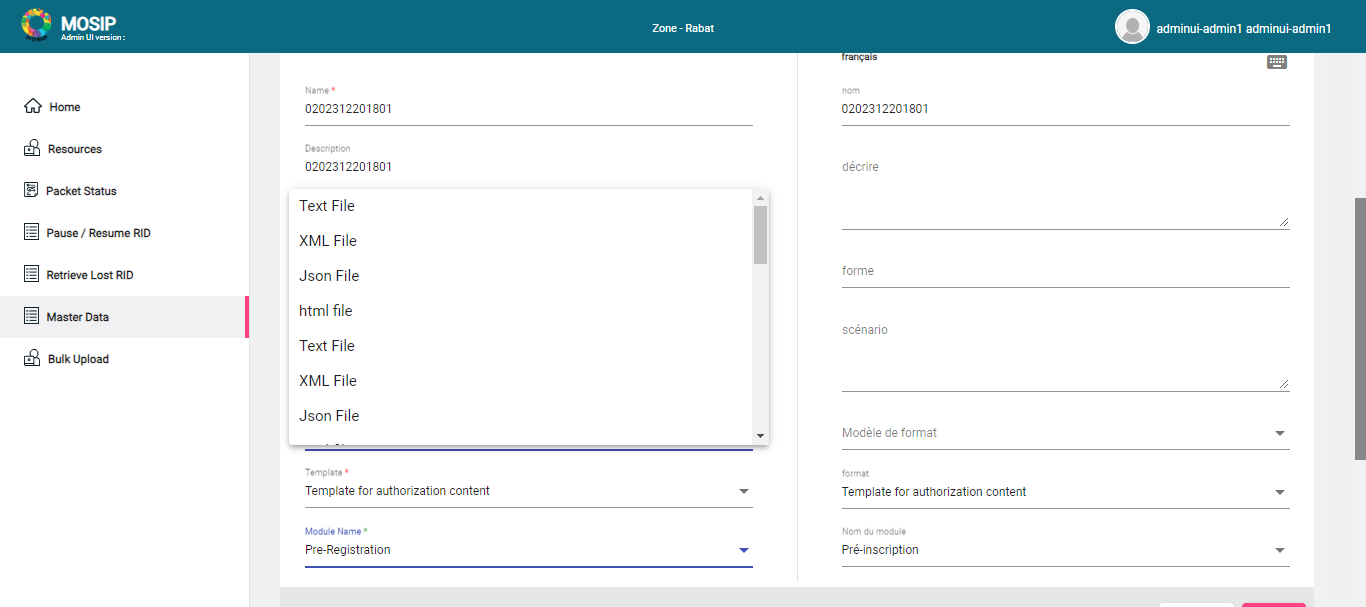 MOSIP
Admin UI version :
Zone - Rabat
adminui-admin1 adminui-admin1
Home
Resources
Packet Status
Pause / Resume RID
Retrieve Lost RID
Master Data
Bulk Upload
Name *
0202312201801
Description
0202312201801
Text File
XML File
Json File
html file
Text File
XML File
Json File
Template *
Template for authorization content
Module Name *
Pre-Registration
français
nom
0202312201801
décrire
forme
scénario
Modèle de format
format
Template for authorization content
Nom du module
Pré-inscription